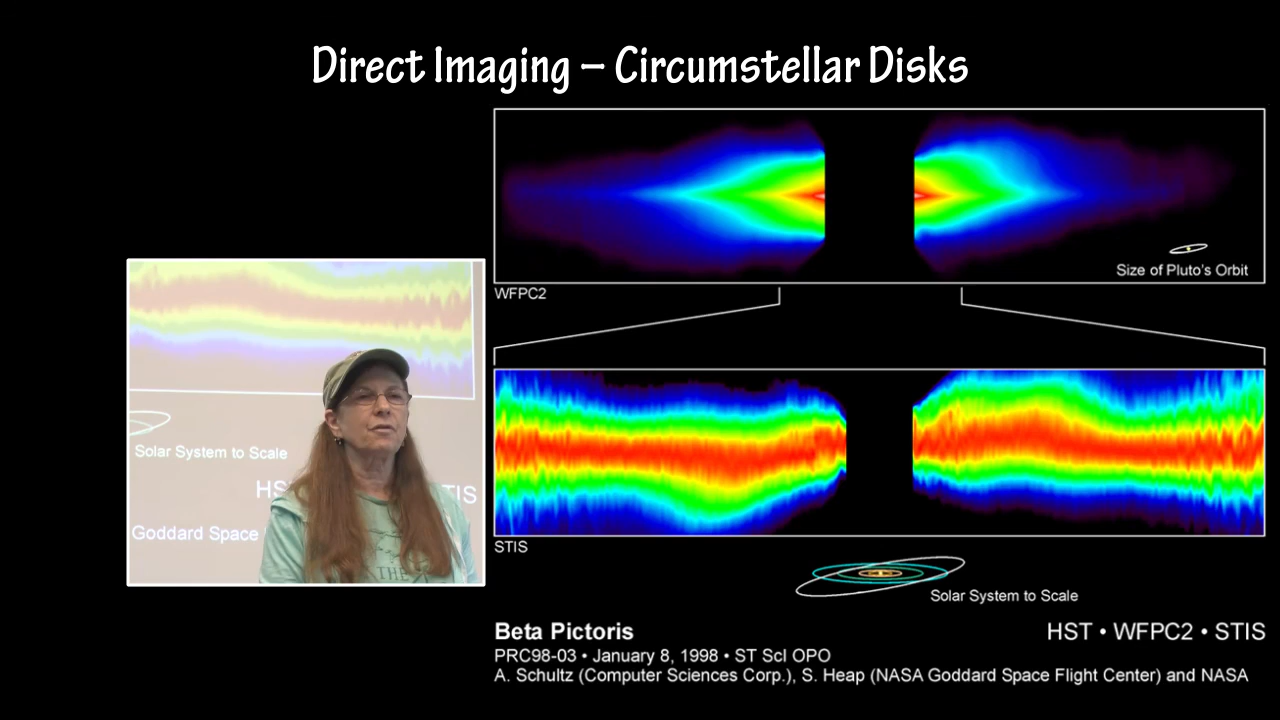 Direct Imaging – Circumstellar Disks
Size of Pluto's Orbit
WFPC2
STIS
Solar System to Scale
Beta Pictoris
HST • WFPC2 • STIS
PRC98-03 • January 8, 1998 • ST ScI OPO
A. Schultz (Computer Sciences Corp.), S. Heap (NASA Goddard Space Flight Center) and NASA
Solar System to Scale
Goddard Space
THE